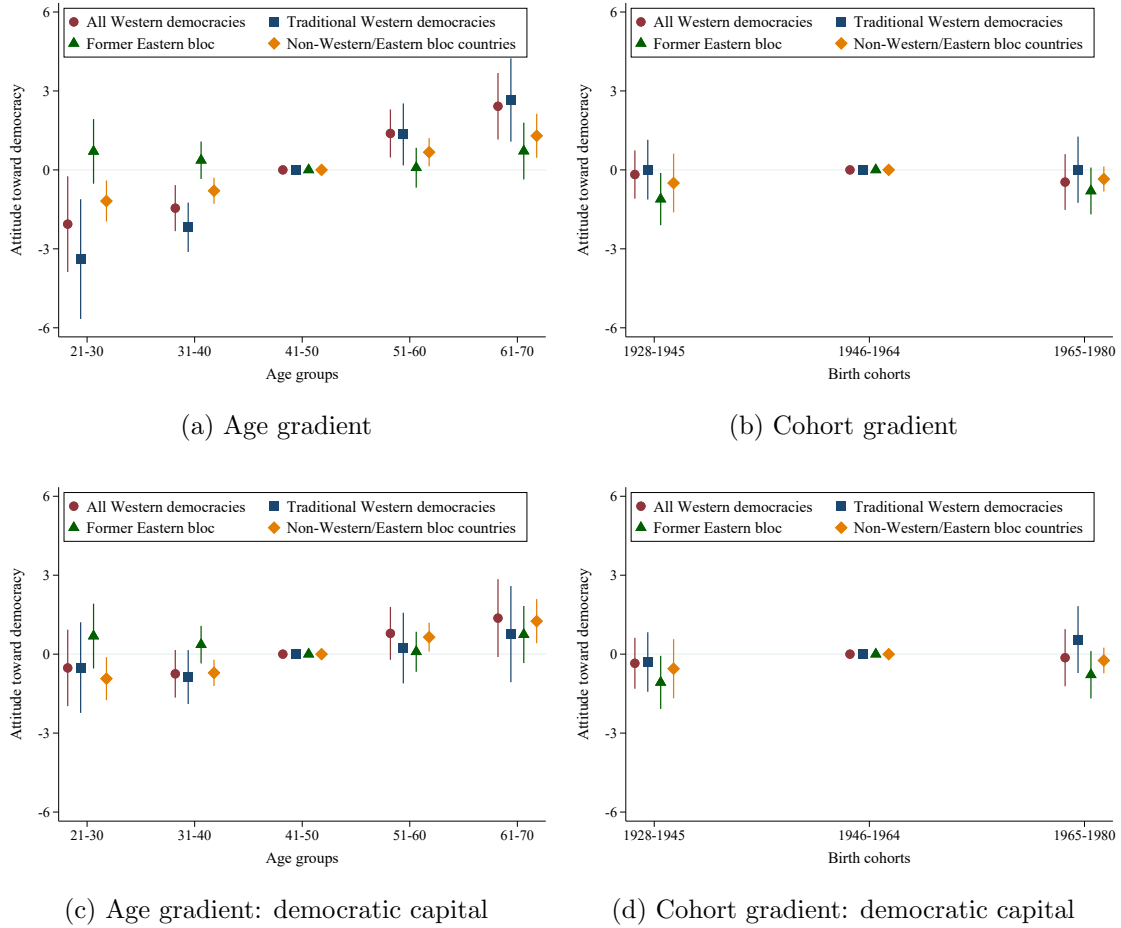 All Western democracies Traditional Western democracies
Former Eastern bloc Non-Western/Eastern bloc countries
Attitude toward democracy
6
3
0
-3
-6
21-30 31-40 41-50 51-60 61-70
Age groups
(a) Age gradient
All Western democracies Traditional Western democracies
Former Eastern bloc Non-Western/Eastern bloc countries
Attitude toward democracy
6
3
0
-3
-6
1928-1945 1946-1964 1965-1980
Birth cohorts
(b) Cohort gradient
All Western democracies Traditional Western democracies
Former Eastern bloc Non-Western/Eastern bloc countries
Attitude toward democracy
6
3
0
-3
-6
21-30 31-40 41-50 51-60 61-70
Age groups
(c) Age gradient: democratic capital
All Western democracies Traditional Western democracies
Former Eastern bloc Non-Western/Eastern bloc countries
Attitude toward democracy
6
3
0
-3
-6
1928-1945 1946-1964 1965-1980
Birth cohorts
(d) Cohort gradient: democratic capital